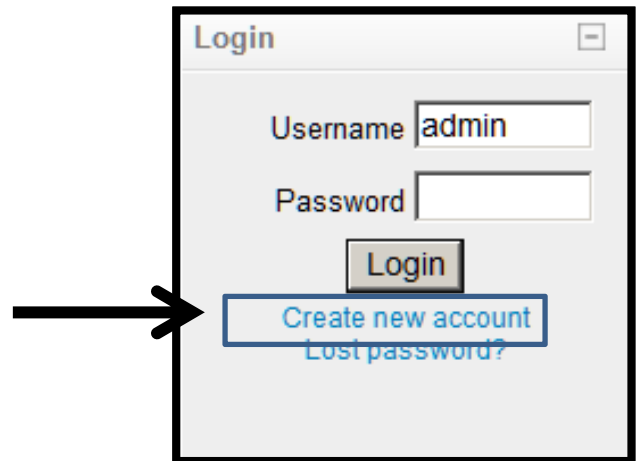 Login
Username admin
Password
Login
Create new account
Lost password?